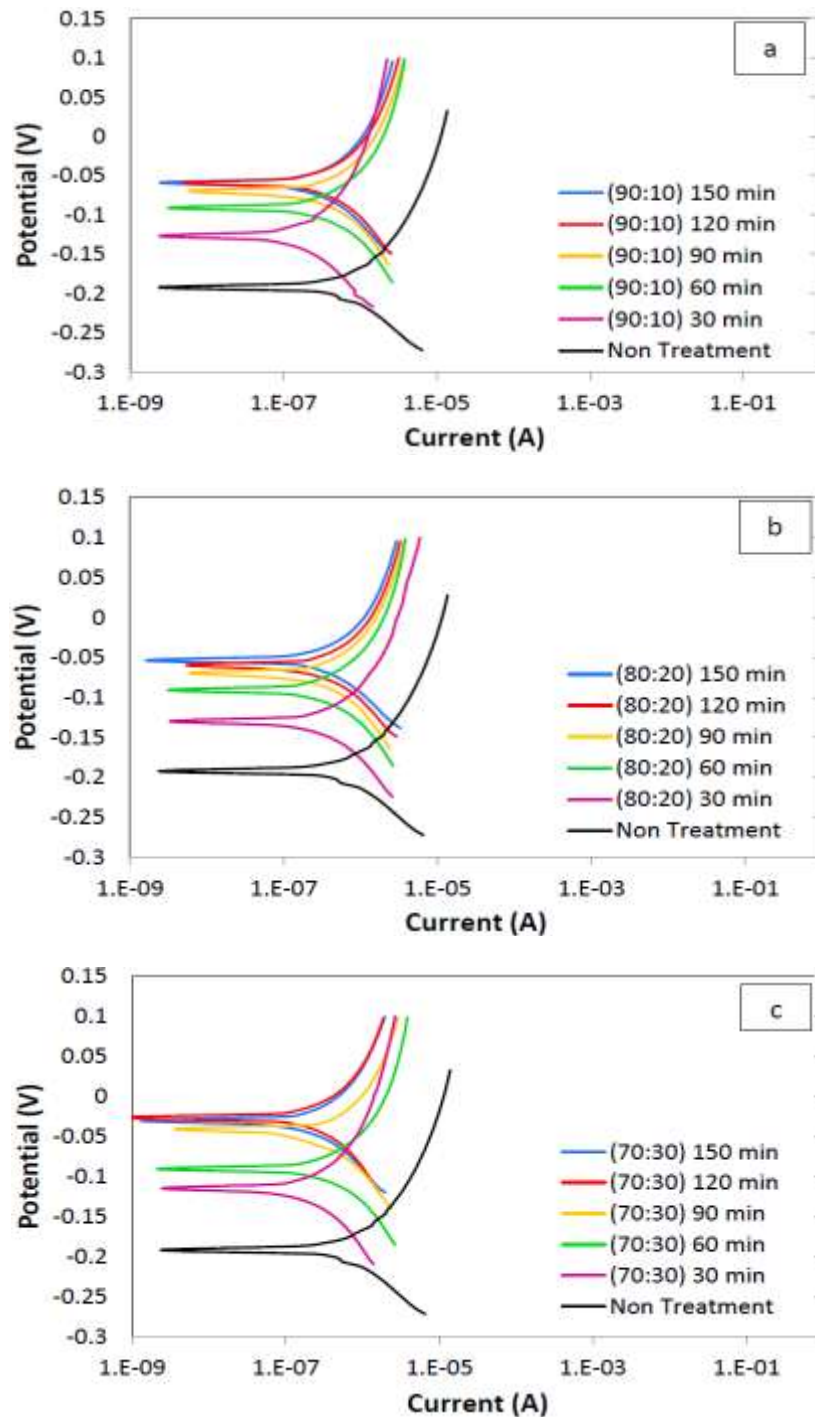 a
0.15
0.1
0.05
0
-0.05
-0.1
-0.15
-0.2
-0.25
-0.3
Potential (V)
(90:10) 150 min
(90:10) 120 min
(90:10) 90 min
(90:10) 60 min
(90:10) 30 min
Non Treatment
1.E-09 1.E-07 1.E-05 1.E-03 1.E-01
Current (A)
b
0.15
0.1
0.05
0
-0.05
-0.1
-0.15
-0.2
-0.25
-0.3
Potential (V)
(80:20) 150 min
(80:20) 120 min
(80:20) 90 min
(80:20) 60 min
(80:20) 30 min
Non Treatment
1.E-09 1.E-07 1.E-05 1.E-03 1.E-01
Current (A)
c
0.15
0.1
0.05
0
-0.05
-0.1
-0.15
-0.2
-0.25
-0.3
Potential (V)
(70:30) 150 min
(70:30) 120 min
(70:30) 90 min
(70:30) 60 min
(70:30) 30 min
Non Treatment
1.E-09 1.E-07 1.E-05 1.E-03 1.E-01
Current (A)